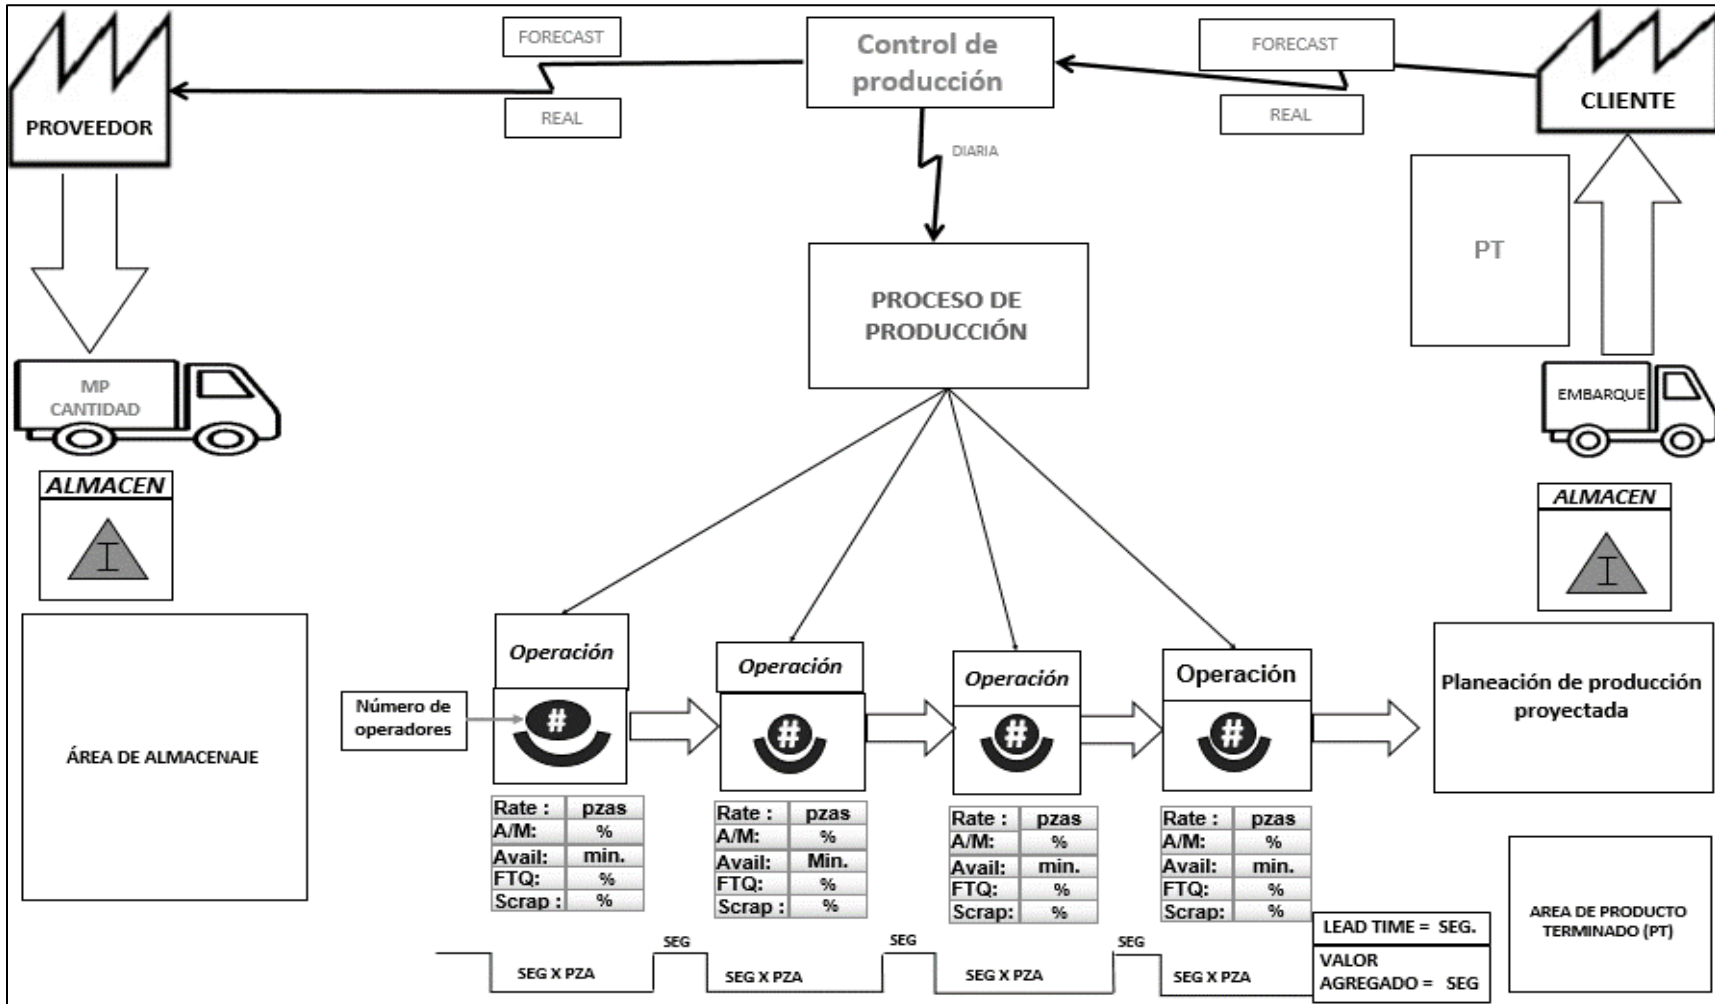 FORECAST
Control de
producción
FORECAST
PROVEEDOR
REAL
REAL
CLIENTE
DIARIA
PT
PROCESO DE
PRODUCCIÓN
MP
CANTIDAD
EMBARQUE
ALMACEN
I
ALMACEN
I
Operación
Operación
Operación
Operación
Planeación de producción
proyectada
Número de
operadores
#
#
#
#
ÁREA DE ALMACENAJE
Rate : pzas
A/M: %
Avail: min.
FTQ: %
Scrap : %
Rate : pzas
A/M: %
Avail: Min.
FTQ: %
Scrap : %
Rate : pzas
A/M: %
Avail: min.
FTQ: %
Scrap: %
Rate : pzas
A/M: %
Avail: min.
FTQ: %
Scrap: %
AREA DE PRODUCTO
TERMINADO (PT)
LEAD TIME = SEG.
VALOR
AGREGADO = SEG
SEG
SEG
SEG
SEG X PZA
SEG X PZA
SEG X PZA
SEG X PZA